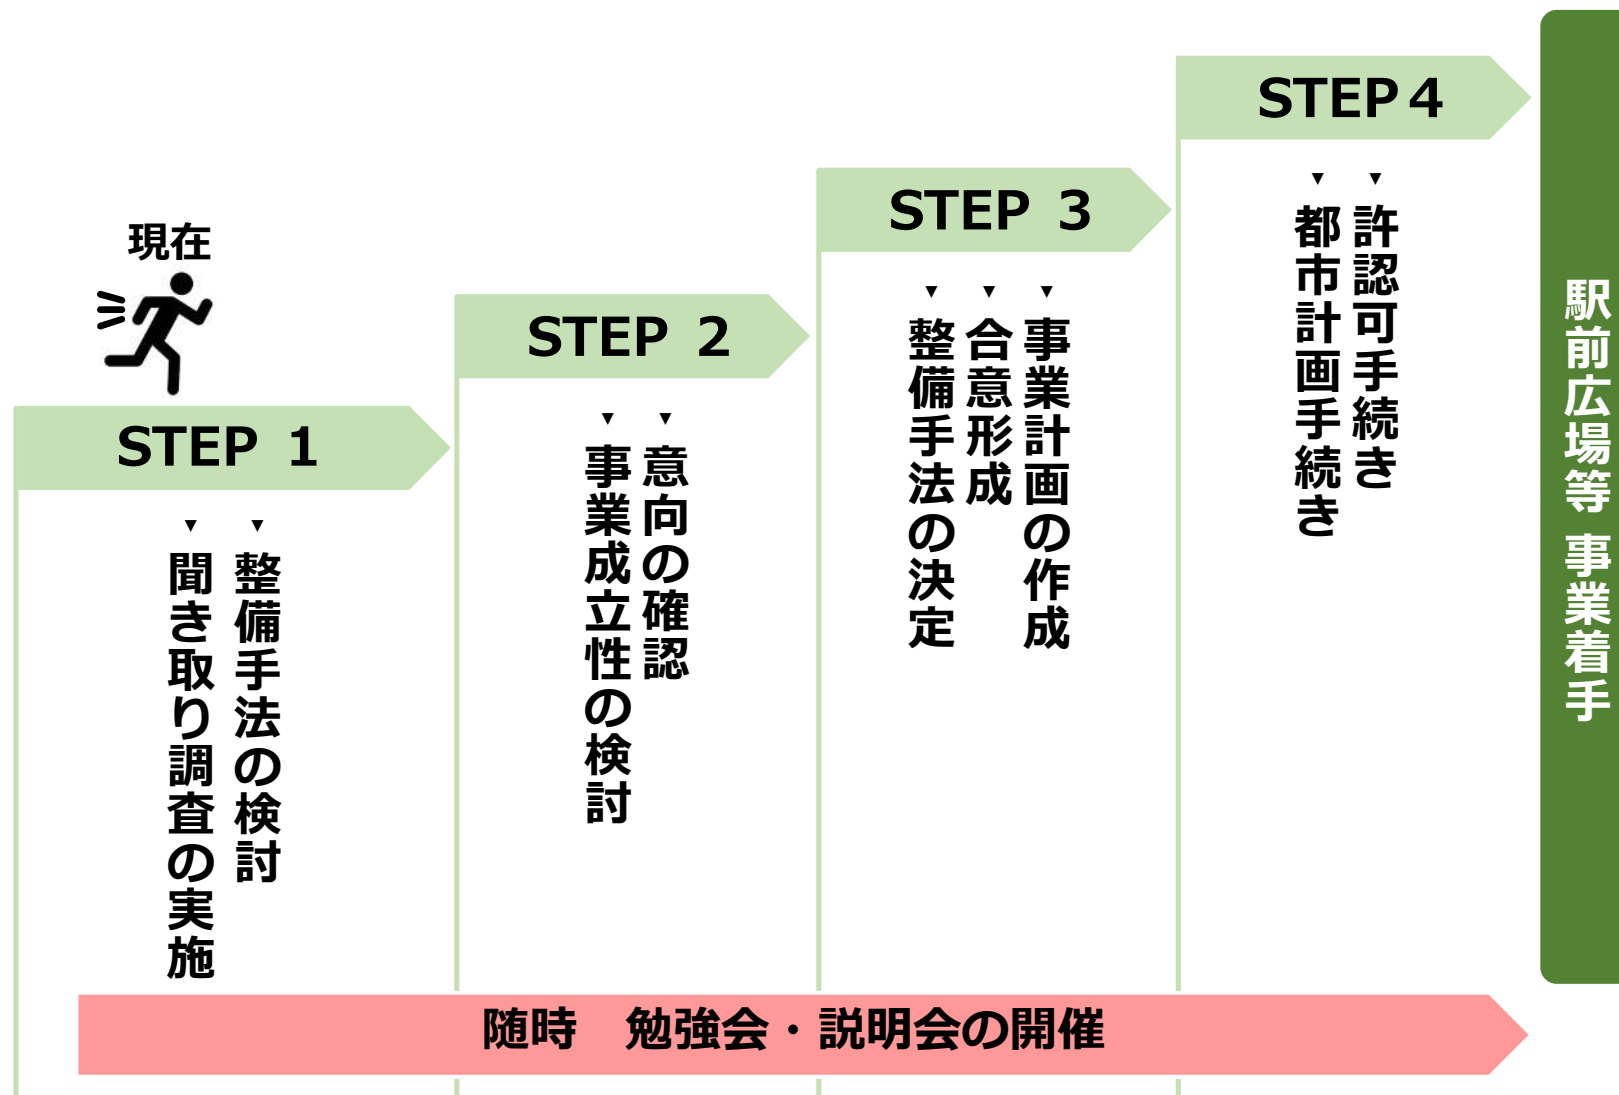 現在
STEP 1
▼整備手法の検討
▼聞き取り調査の実施
STEP 2
▼意向の確認
▼事業成立性の検討
STEP 3
▼事業計画の作成
▼合意形成
▼整備手法の決定
STEP４
▼許認可手続き
▼都市計画手続き
駅前広場等 事業着手
随時　勉強会・説明会の開催